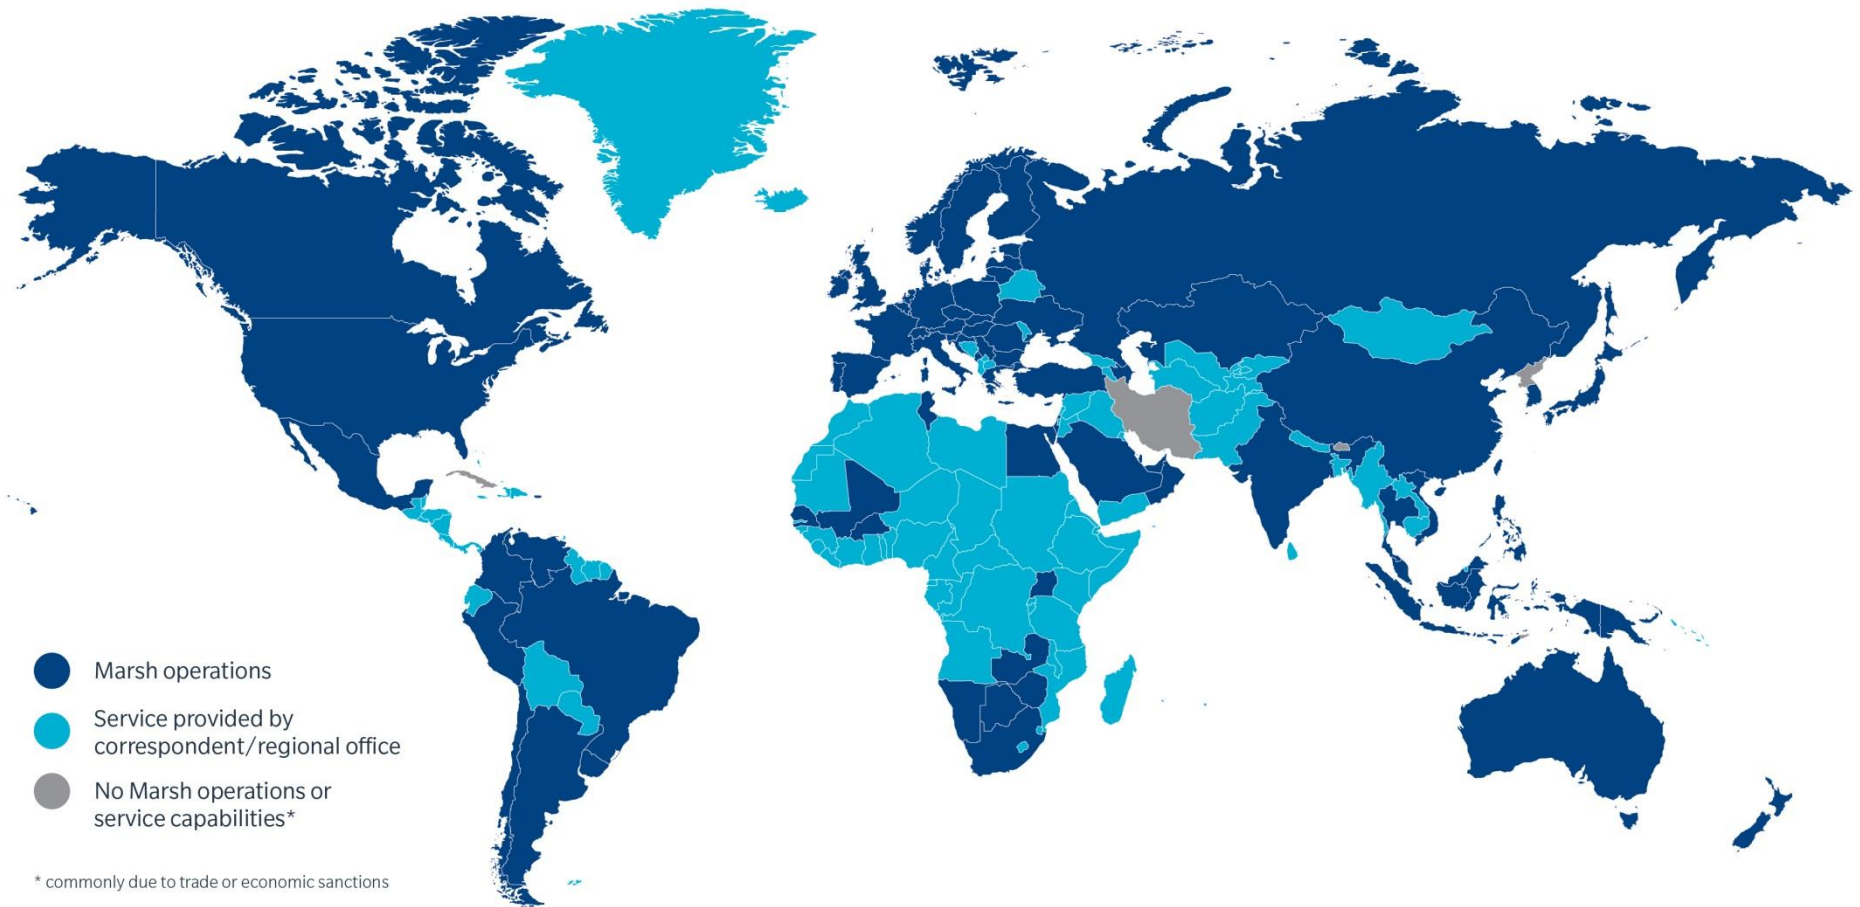 Marsh operations
Service provided by
correspondent/regional office
No Marsh operations or
service capabilities*
* commonly due to trade or economic sanctions